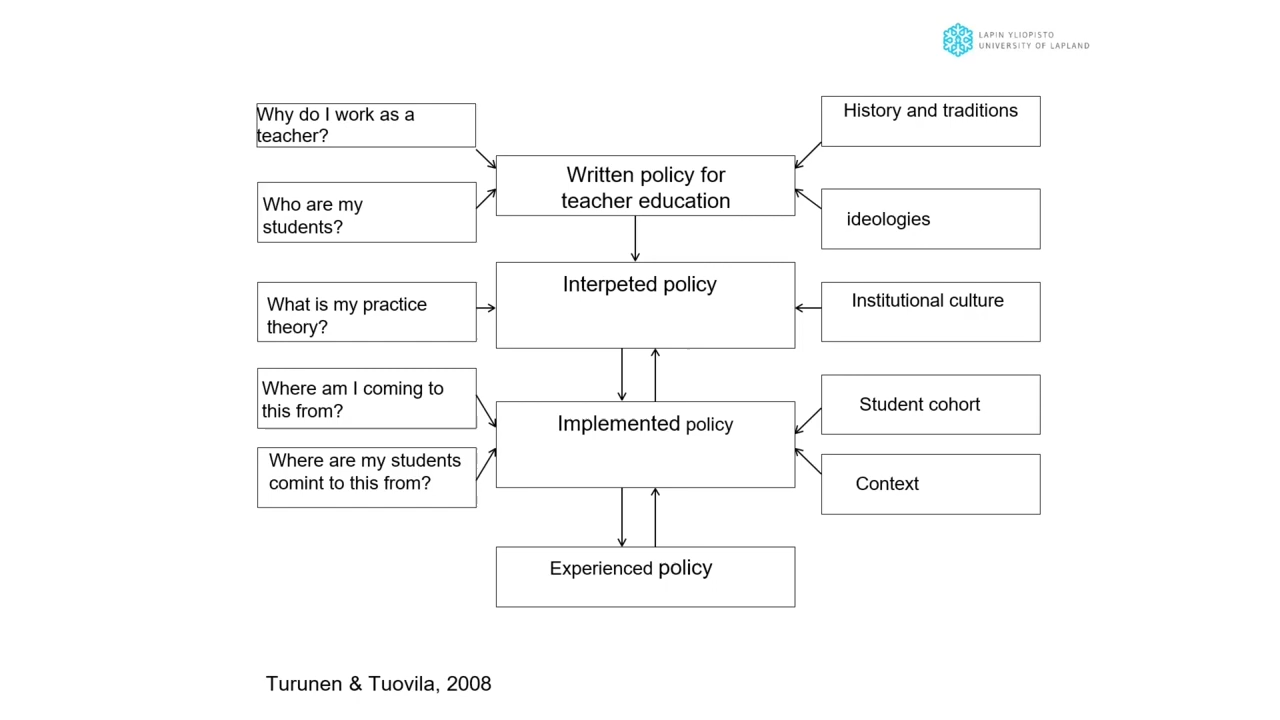 LAPIN YLIOPISTO
UNIVERSITY OF LAPLAND
Why do I work as a
teacher?
History and traditions
Written policy for
teacher education
Who are my
students?
ideologies
Interpeted policy
What is my practice
theory?
Institutional culture
Where am I coming to
this from?
Student cohort
Implemented policy
Where are my students
comint to this from?
Context
Experienced policy
Turunen & Tuovila, 2008